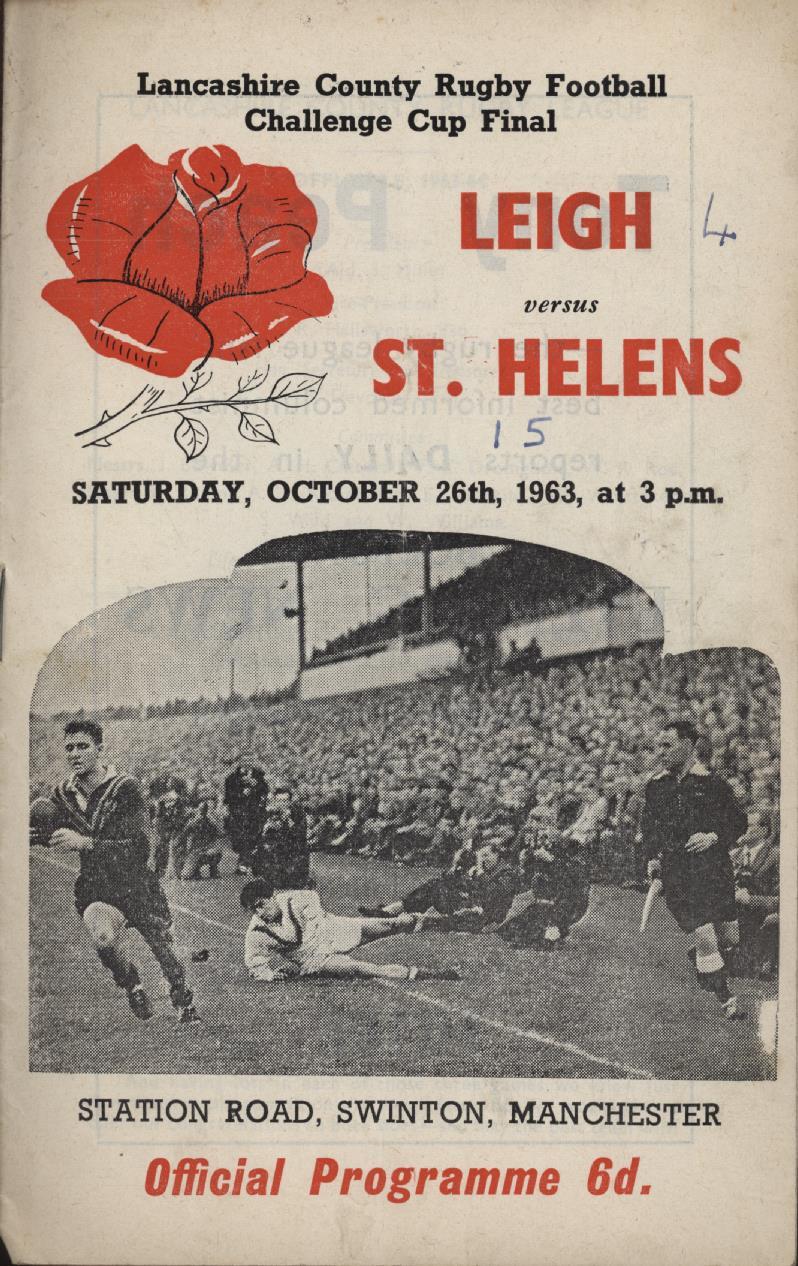 Lancashire County Rugby Football
Challenge Cup Final
LEIGH 4
versus
ST. HELENS
15
SATURDAY, OCTOBER 26th, 1963, at 3 p.m.
STATION ROAD, SWINTON, MANCHESTER
Official Programme 6d.